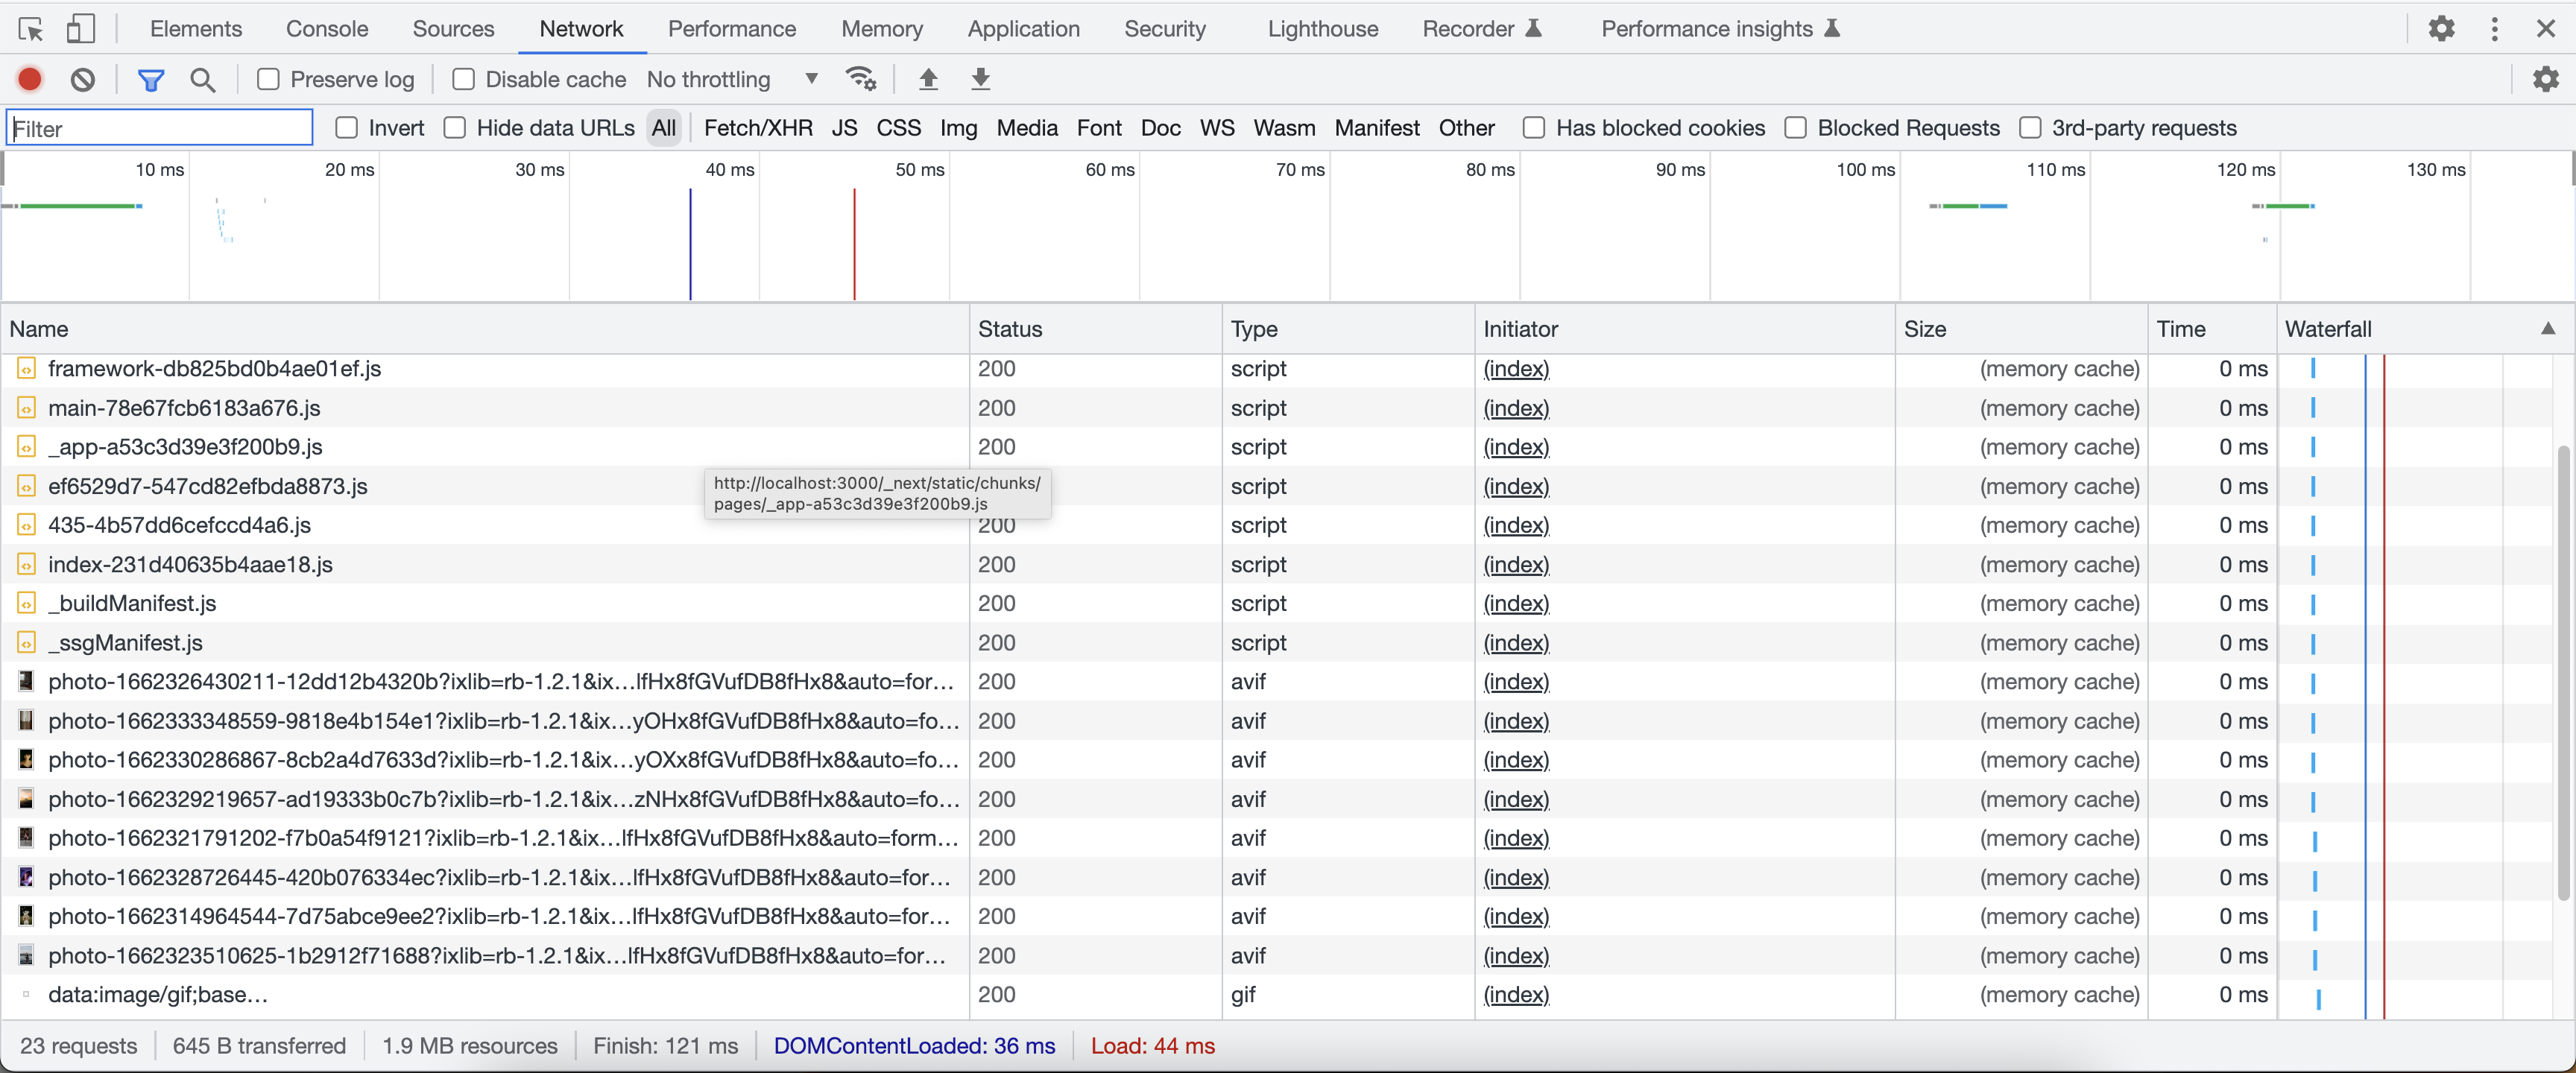 Elements Console Sources Network Performance Memory Application Security Lighthouse Recorder Performance insights
Preserve log Disable cache No throttling
Filter Invert Hide data URLs All Fetch/XHR JS CSS Img Media Font Doc WS Wasm Manifest Other Has blocked cookies Blocked Requests 3rd-party requests
10 ms 20 ms 30 ms 40 ms 50 ms 60 ms 70 ms 80 ms 90 ms 100 ms 110 ms 120 ms 130 ms
Name Status Type Initiator Size Time Waterfall
framework-db825bd0b4ae01ef.js 200 script (index) (memory cache) 0 ms
main-78e67fcb6183a676.js 200 script (index) (memory cache) 0 ms
_app-a53c3d39e3f200b9.js 200 script (index) (memory cache) 0 ms
ef6529d7-547cd82efbda8873.js script (index) (memory cache) 0 ms
http://localhost:3000/_next/static/chunks/
pages/_app-a53c3d39e3f200b9.js
435-4b57dd6cefccd4a6.js 200 script (index) (memory cache) 0 ms
index-231d40635b4aae18.js 200 script (index) (memory cache) 0 ms
_buildManifest.js 200 script (index) (memory cache) 0 ms
_ssgManifest.js 200 script (index) (memory cache) 0 ms
photo-1662326430211-12dd12b4320b?ixlib=rb-1.2.1&ix…lfHx8fGVufDB8fHx8&auto=for… 200 avif (index) (memory cache) 0 ms
photo-1662333348559-9818e4b154e1?ixlib=rb-1.2.1&ix…yOHx8fGVufDB8fHx8&auto=fo… 200 avif (index) (memory cache) 0 ms
photo-1662330286867-8cb2a4d7633d?ixlib=rb-1.2.1&ix…yOXx8fGVufDB8fHx8&auto=fo… 200 avif (index) (memory cache) 0 ms
photo-1662329219657-ad19333b0c7b?ixlib=rb-1.2.1&ix…zNHx8fGVufDB8fHx8&auto=fo… 200 avif (index) (memory cache) 0 ms
photo-1662321791202-f7b0a54f9121?ixlib=rb-1.2.1&ix…lfHx8fGVufDB8fHx8&auto=form… 200 avif (index) (memory cache) 0 ms
photo-1662328726445-420b076334ec?ixlib=rb-1.2.1&ix…lfHx8fGVufDB8fHx8&auto=for… 200 avif (index) (memory cache) 0 ms
photo-1662314964544-7d75abce9ee2?ixlib=rb-1.2.1&ix…lfHx8fGVufDB8fHx8&auto=for… 200 avif (index) (memory cache) 0 ms
photo-1662323510625-1b2912f71688?ixlib=rb-1.2.1&ix…lfHx8fGVufDB8fHx8&auto=for… 200 avif (index) (memory cache) 0 ms
data:image/gif;base… 200 gif (index) (memory cache) 0 ms
23 requests 645 B transferred 1.9 MB resources Finish: 121 ms DOMContentLoaded: 36 ms Load: 44 ms